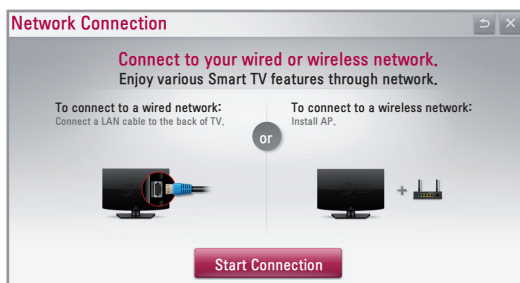 Network Connection
Connect to your wired or wireless network.
Enjoy various Smart TV features through network.
To connect to a wired network:
Connect a LAN cable to the back of TV.
or
To connect to a wireless network:
Install AP.
+
Start Connection